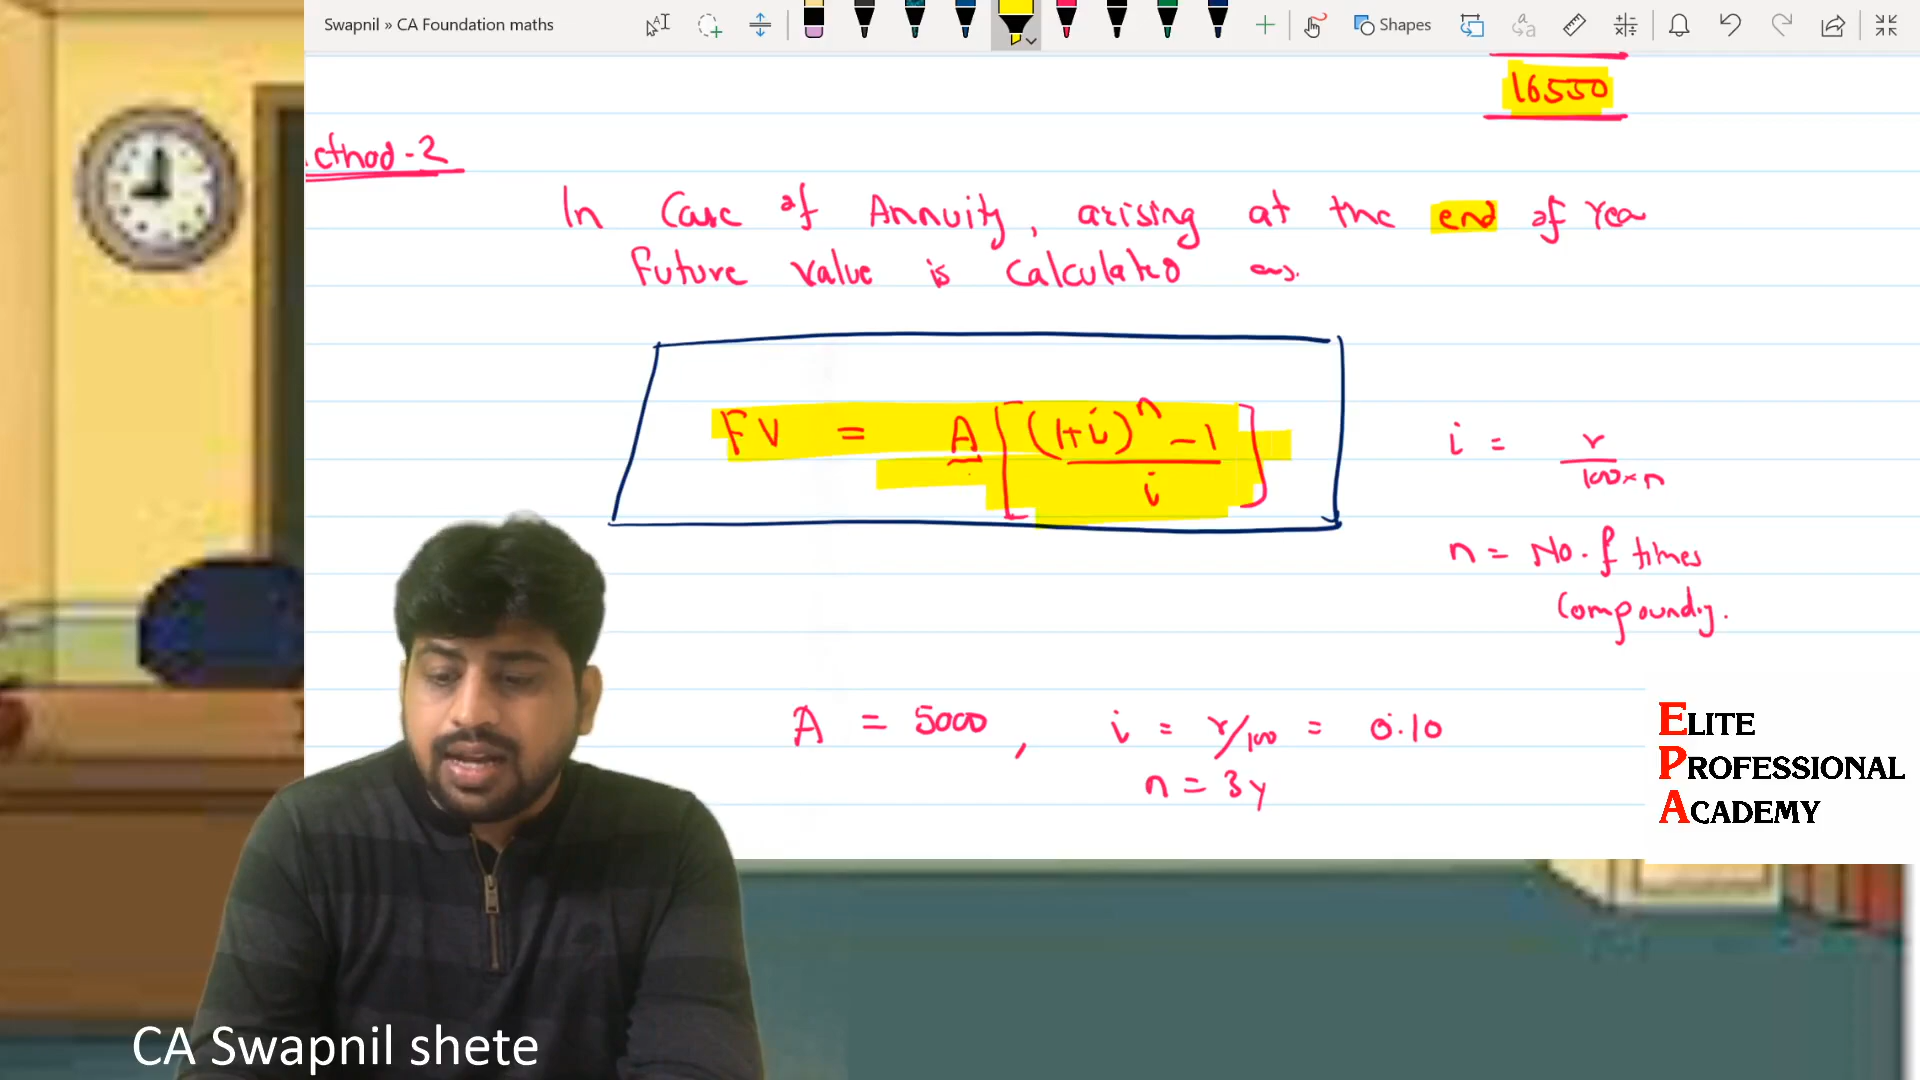 Swapnil » CA Foundation maths
Shapes
16550
ethod - 2
In Case of Annuity, arising at the end of Yea
Future value is Calculated as.
FV = A [ (1+i)^n - 1 / i ]
i = r / 100 × n
n = No. of times
Compounding.
A = 5000, i = r/100 = 0.10
n = 3y
ELITE
PROFESSIONAL
ACADEMY
CA Swapnil shete